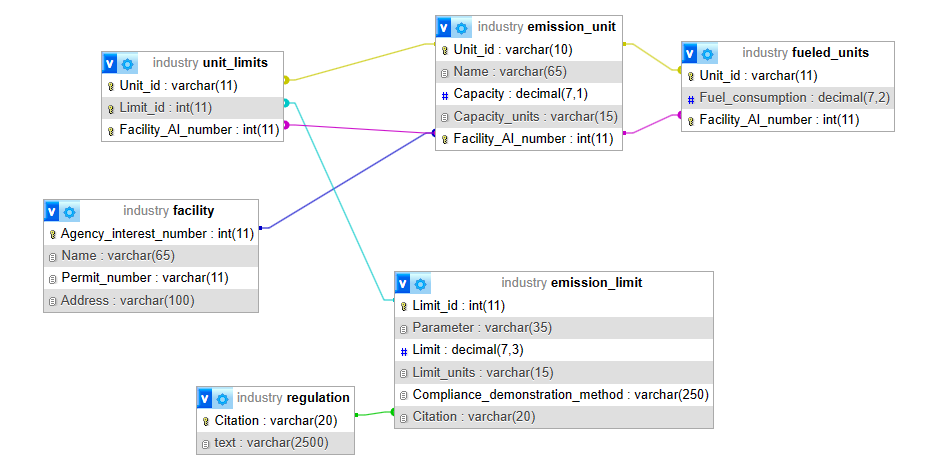 industry emission_unit
Unit_id : varchar(10)
Name : varchar(65)
Capacity : decimal(7,1)
Capacity_units : varchar(15)
Facility_AI_number : int(11)
industry fueled_units
Unit_id : varchar(11)
Fuel_consumption : decimal(7,2)
Facility_AI_number : int(11)
industry unit_limits
Unit_id : varchar(11)
Limit_id : int(11)
Facility_AI_number : int(11)
industry facility
Agency_interest_number : int(11)
Name : varchar(65)
Permit_number : varchar(11)
Address : varchar(100)
industry emission_limit
Limit_id : int(11)
Parameter : varchar(35)
Limit : decimal(7,3)
Limit_units : varchar(15)
Compliance_demonstration_method : varchar(250)
Citation : varchar(20)
industry regulation
Citation : varchar(20)
text : varchar(2500)